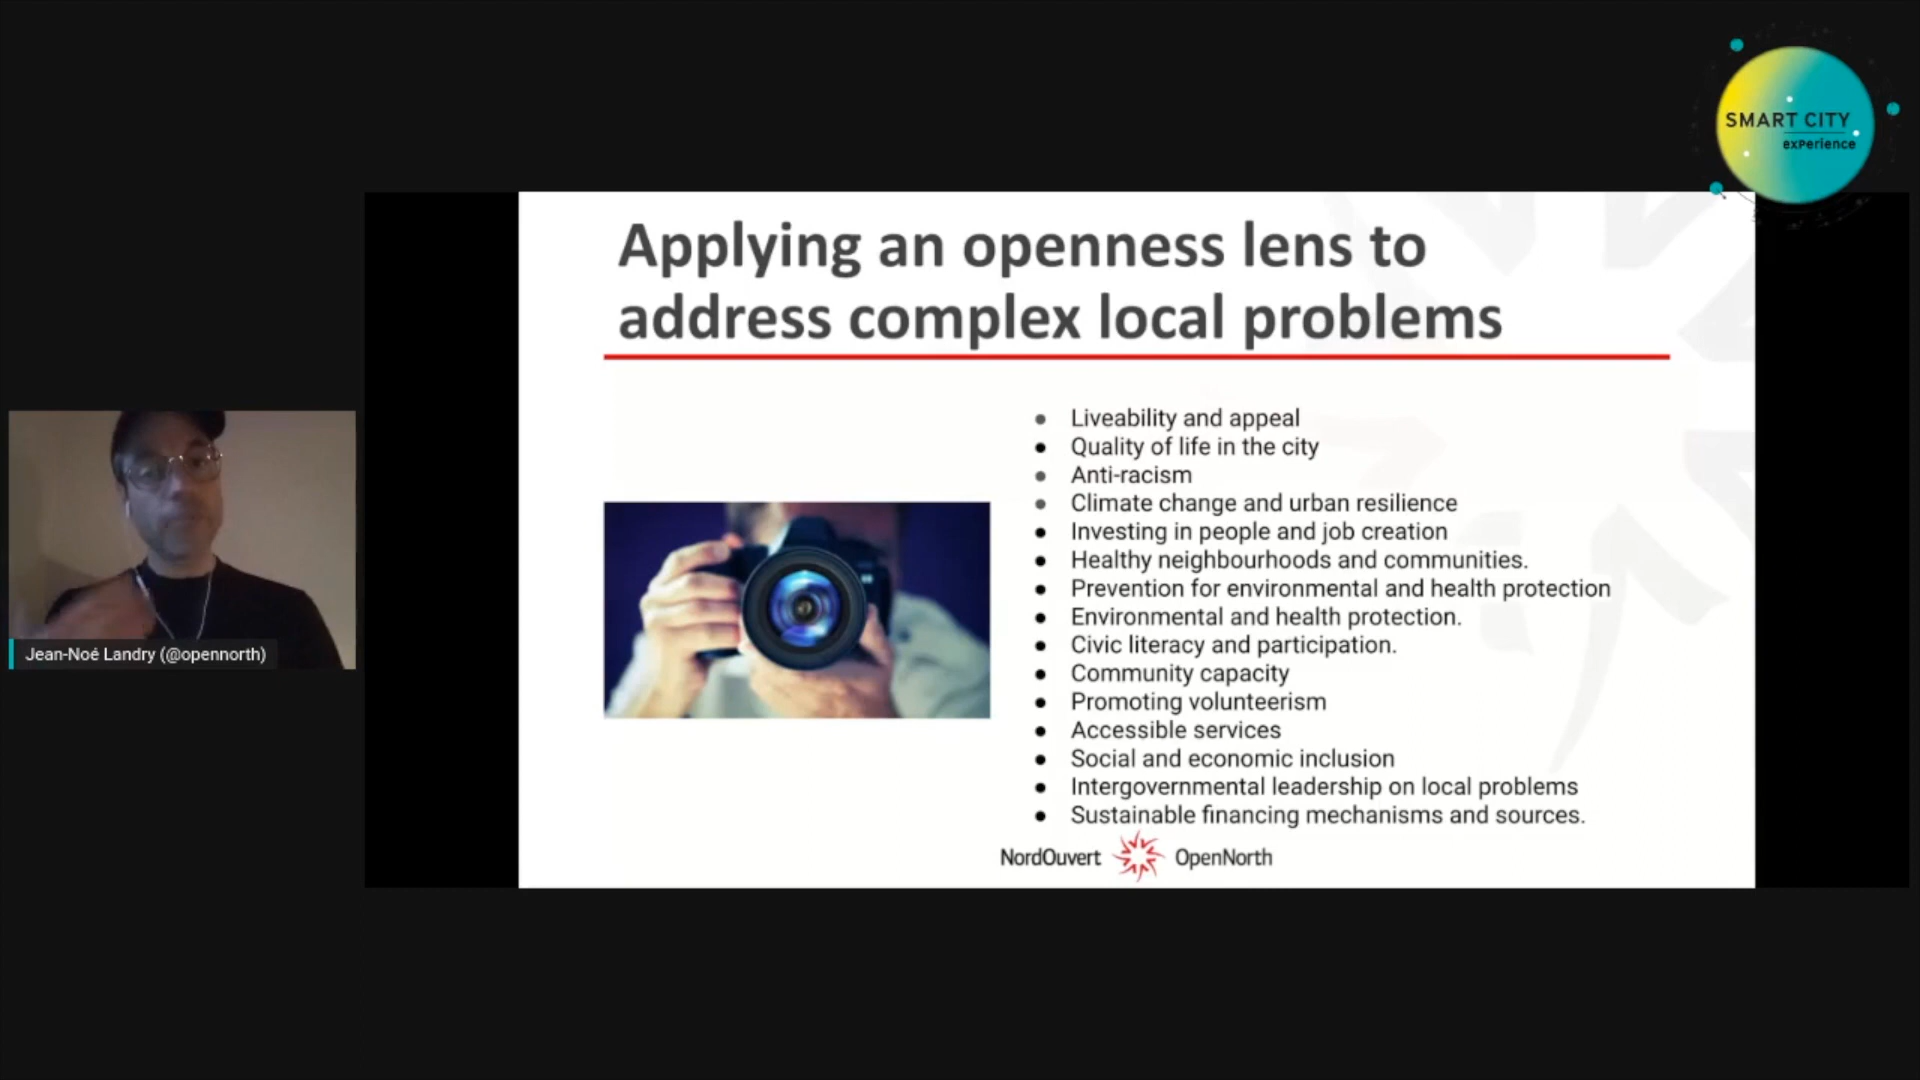 SMART CITY
experience
Applying an openness lens to
address complex local problems
Liveability and appeal
Quality of life in the city
Anti-racism
Climate change and urban resilience
Investing in people and job creation
Healthy neighbourhoods and communities.
Prevention for environmental and health protection
Environmental and health protection.
Civic literacy and participation.
Community capacity
Promoting volunteerism
Accessible services
Social and economic inclusion
Intergovernmental leadership on local problems
Sustainable financing mechanisms and sources.
NordOuvert OpenNorth
Jean-Noé Landry (@opennorth)